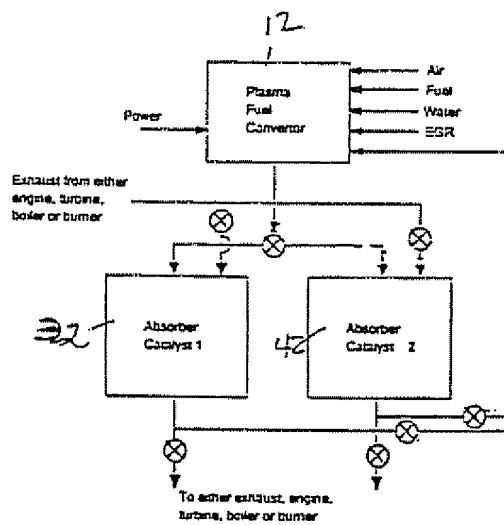 12
Plasma
Fuel
Convertor
Air
Fuel
Water
EGR
Power
Exhaust from either
engine, turbine,
boiler or burner
Absorber
Catalyst 1
Absorber
Catalyst 2
To either exhaust, engine,
turbine, boiler or burner